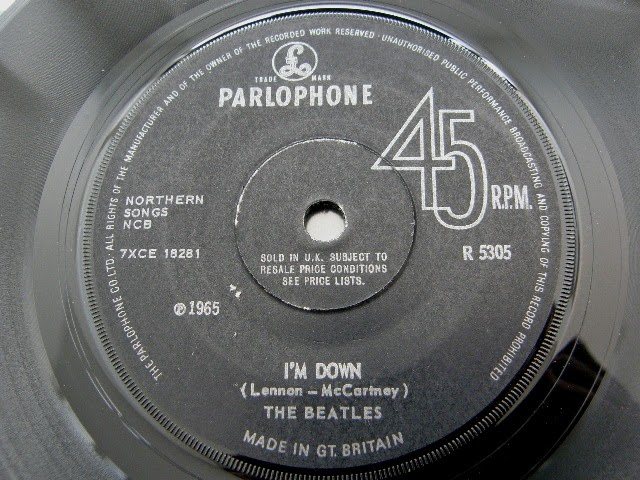 THE PARLOPHONE CO.LTD. · ALL RIGHTS OF THE MANUFACTURER AND OF THE OWNER OF THE RECORDED WORK RESERVED · UNAUTHORISED PUBLIC PERFORMANCE BROADCASTING AND COPYING OF THIS RECORD PROHIBITED
£
TRADE MARK
PARLOPHONE
45
R.P.M.
NORTHERN
SONGS
NCB
7XCE 18281
R 5305
SOLD IN U.K. SUBJECT TO
RESALE PRICE CONDITIONS
SEE PRICE LISTS.
℗1965
I'M DOWN
(Lennon – McCartney)
THE BEATLES
MADE IN GT. BRITAIN